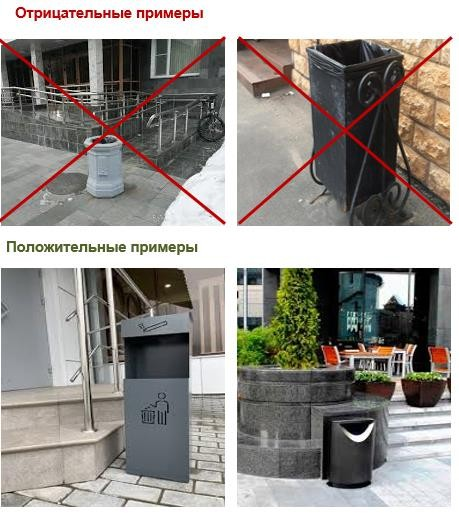 Отрицательные примеры
Положительные примеры